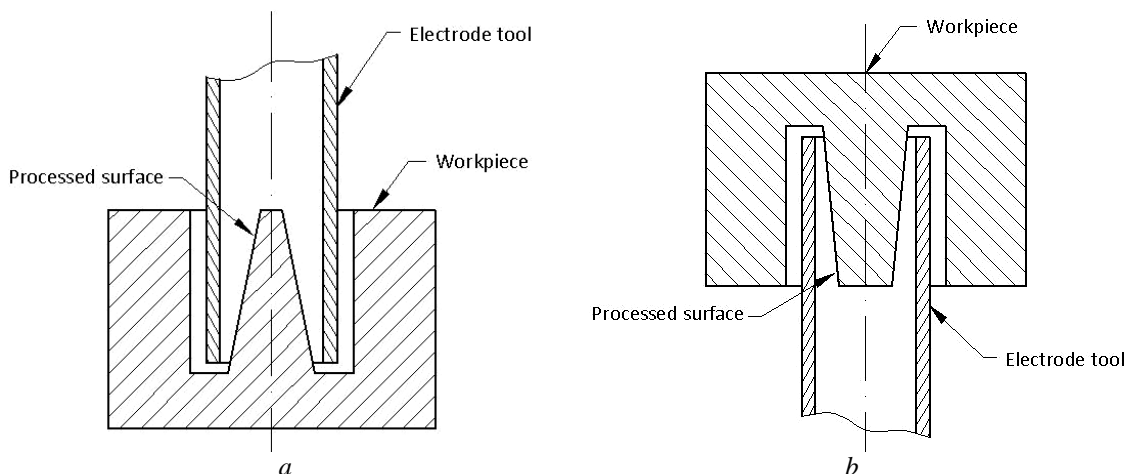 Electrode tool
Workpiece
Processed surface
a
Workpiece
Processed surface
Electrode tool
b